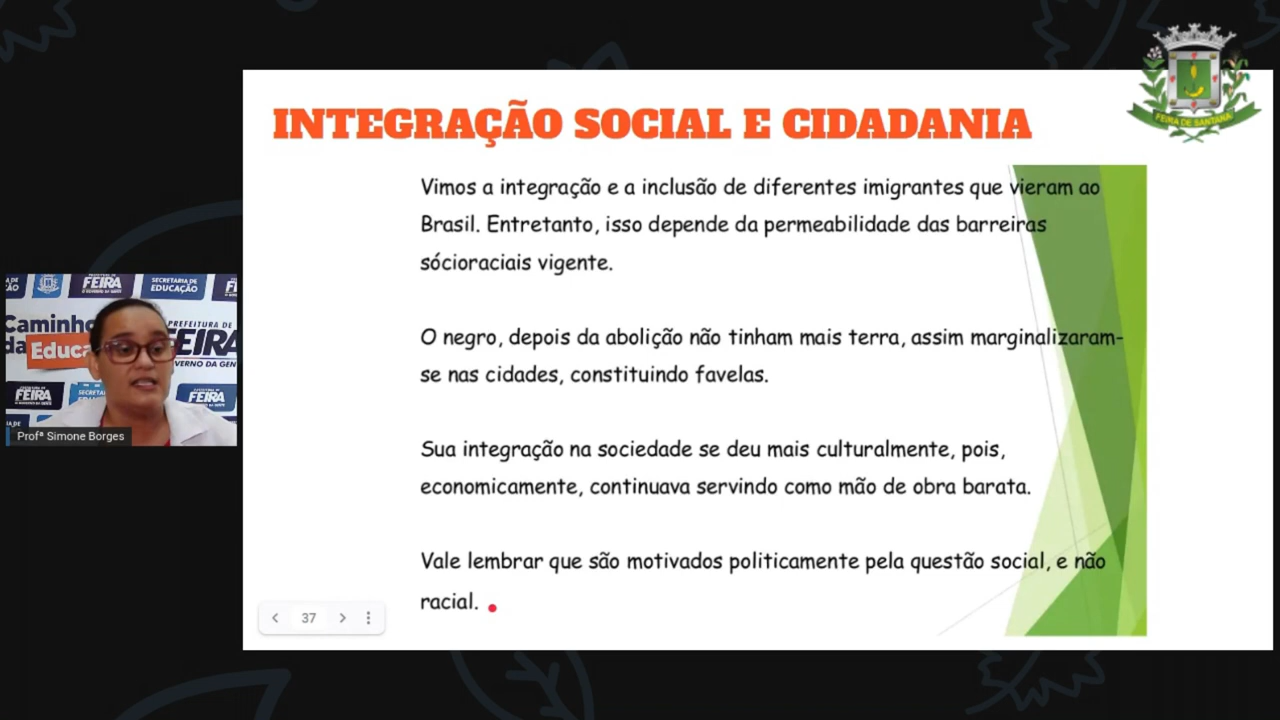 INTEGRAÇÃO SOCIAL E CIDADANIA
FEIRA DE SANTANA
Vimos a integração e a inclusão de diferentes imigrantes que vieram ao
Brasil. Entretanto, isso depende da permeabilidade das barreiras
sócioraciais vigente.
O negro, depois da abolição não tinham mais terra, assim marginalizaram-
se nas cidades, constituindo favelas.
Sua integração na sociedade se deu mais culturalmente, pois,
economicamente, continuava servindo como mão de obra barata.
Vale lembrar que são motivados politicamente pela questão social, e não
racial.
37
FEIRA
SECRETARIA DE
EDUCAÇÃO
Caminho
da Educa
PREFEITURA DE
FEIRA
FEIRA
Profª Simone Borges